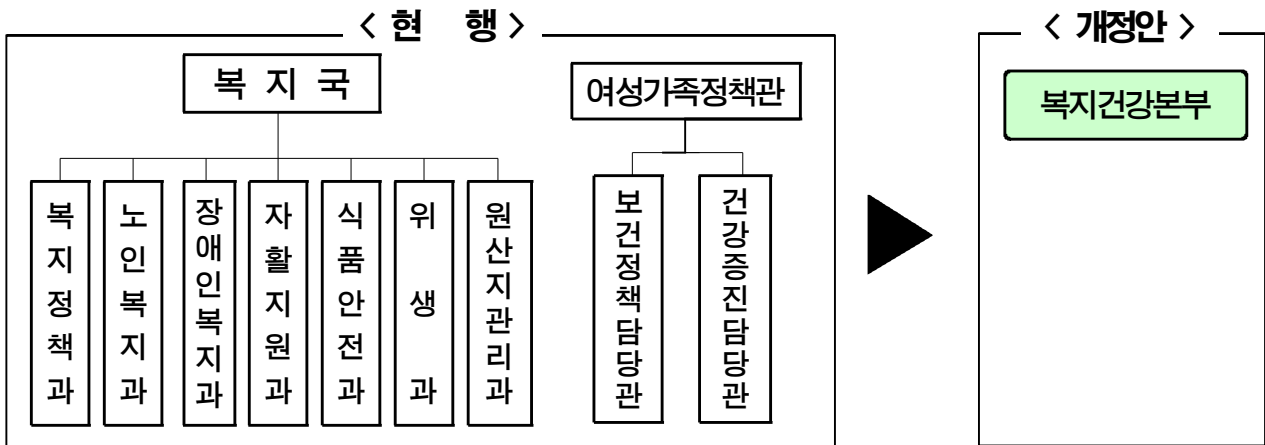 < 현 행 >
< 개정안 >
복 지 국
여성가족정책관
복지건강본부
복지정책과
노인복지과
장애인복지과
자활지원과
식품안전과
위생과
원산지관리과
보건정책담당관
건강증진담당관